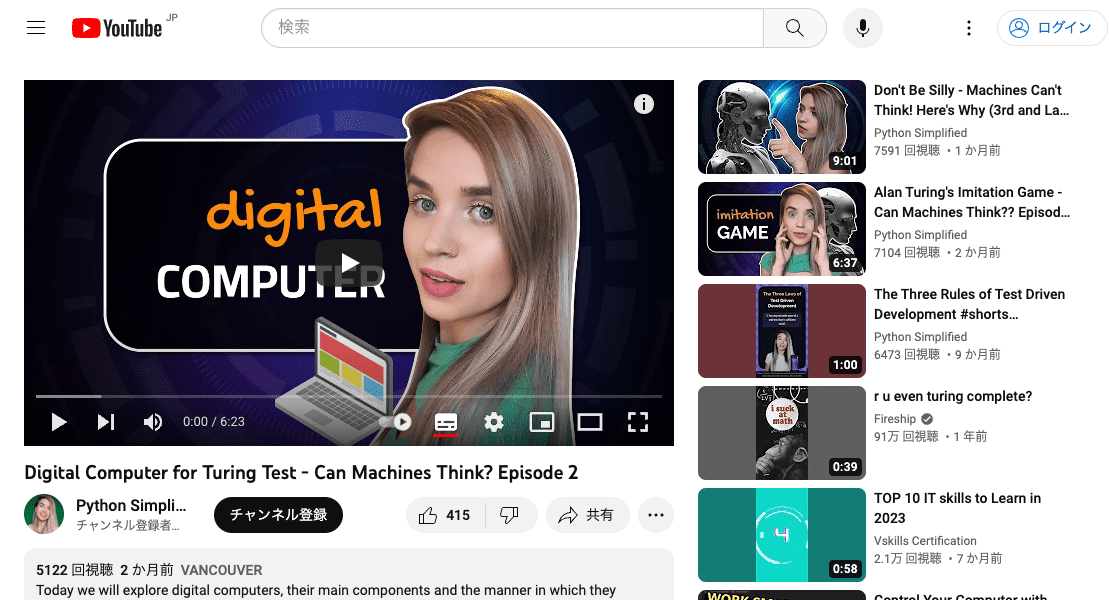 YouTube JP
検索
ログイン
digital
COMPUTER
0:00 / 6:23
Digital Computer for Turing Test - Can Machines Think? Episode 2
Python Simpli...
チャンネル登録者...
チャンネル登録
415
共有
5122 回視聴 2 か月前 VANCOUVER
Today we will explore digital computers, their main components and the manner in which they
9:01
Don't Be Silly - Machines Can't
Think! Here's Why (3rd and La...
Python Simplified
7591 回視聴 ・1 か月前
imitation
GAME
6:37
Alan Turing's Imitation Game -
Can Machines Think?? Episod...
Python Simplified
7104 回視聴 ・2 か月前
The Three Laws of
Test Driven
Development
1:00
The Three Rules of Test Driven
Development #shorts...
Python Simplified
6473 回視聴 ・9 か月前
i suck
at
math
0:39
r u even turing complete?
Fireship
91万 回視聴 ・1 年前
4
0:58
TOP 10 IT skills to Learn in
2023
Vskills Certification
2.1万 回視聴 ・7 か月前
Control Your Computer with